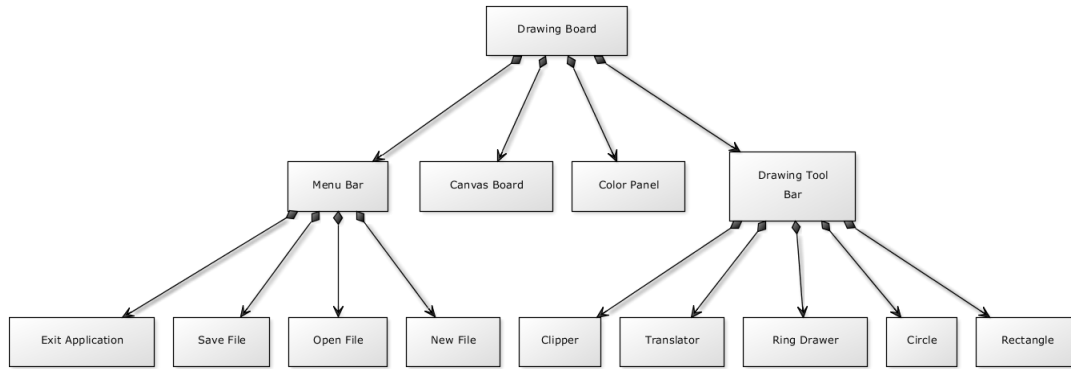 Drawing Board
Menu Bar
Canvas Board
Color Panel
Drawing Tool
Bar
Exit Application
Save File
Open File
New File
Clipper
Translator
Ring Drawer
Circle
Rectangle